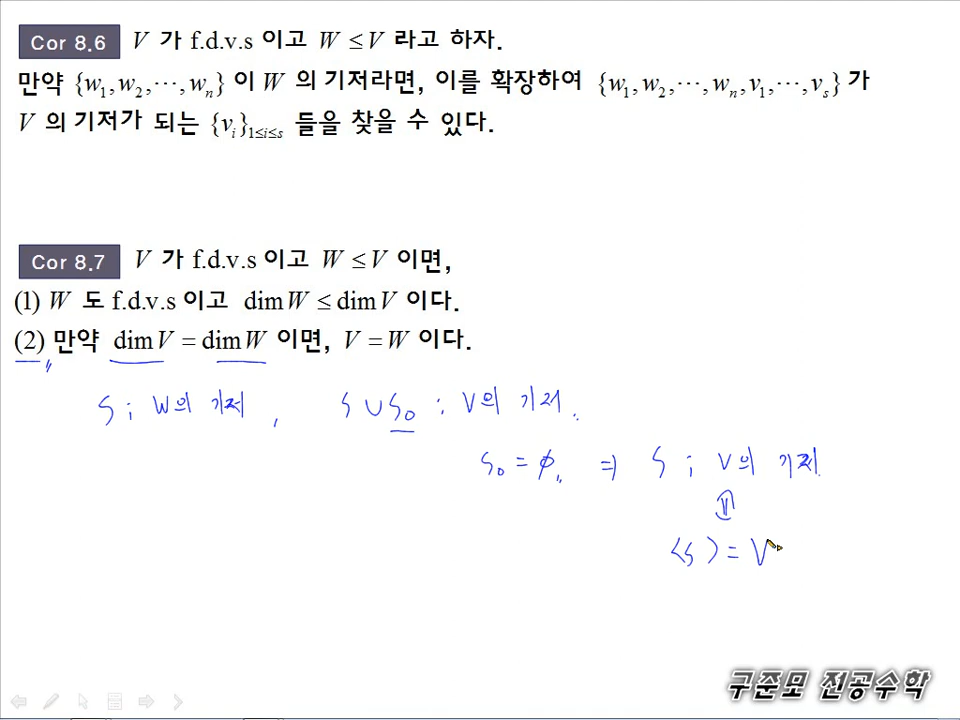 Cor 8.6 V 가 f.d.v.s 이고 W ≤ V 라고 하자.
만약 {w₁, w₂, ⋯, wₙ} 이 W 의 기저라면, 이를 확장하여 {w₁, w₂, ⋯, wₙ, v₁, ⋯, vₛ} 가
V 의 기저가 되는 {vᵢ}₁≤ᵢ≤ₛ 들을 찾을 수 있다.
Cor 8.7 V 가 f.d.v.s 이고 W ≤ V 이면,
(1) W 도 f.d.v.s 이고 dim W ≤ dim V 이다.
(2) 만약 dim V = dim W 이면, V = W 이다.
S ; W의 기저 , S ∪ S₀ : V의 기저.
S₀ = ϕ ⇒ S ; V의 기저
⇓
⟨S⟩ = V
구준모 전공수학